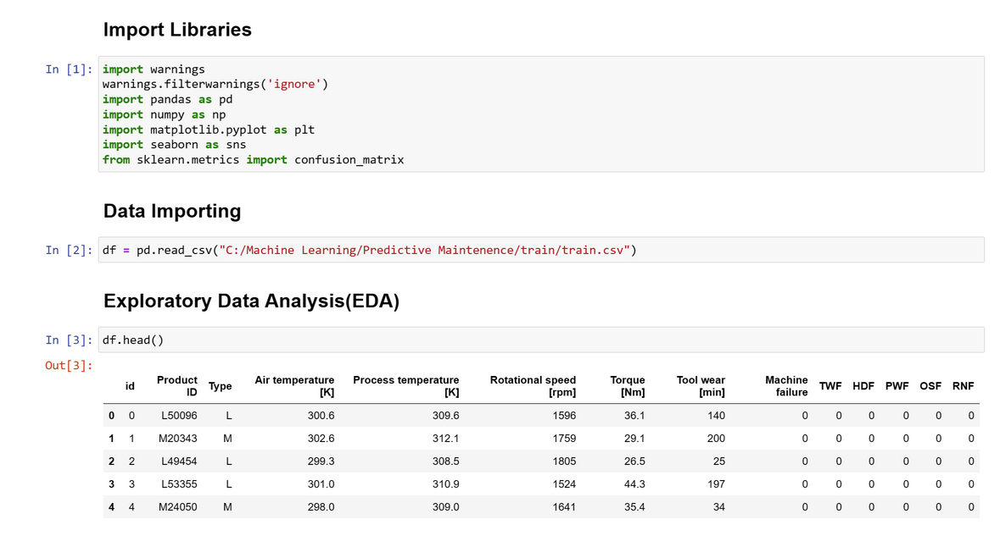 Import Libraries
In [1]: import warnings
warnings.filterwarnings('ignore')
import pandas as pd
import numpy as np
import matplotlib.pyplot as plt
import seaborn as sns
from sklearn.metrics import confusion_matrix
Data Importing
In [2]: df = pd.read_csv("C:/Machine Learning/Predictive Maintenence/train/train.csv")
Exploratory Data Analysis(EDA)
In [3]: df.head()
Out[3]:
id Product ID Type Air temperature [K] Process temperature [K] Rotational speed [rpm] Torque [Nm] Tool wear [min] Machine failure TWF HDF PWF OSF RNF
0 0 L50096 L 300.6 309.6 1596 36.1 140 0 0 0 0 0 0
1 1 M20343 M 302.6 312.1 1759 29.1 200 0 0 0 0 0 0
2 2 L49454 L 299.3 308.5 1805 26.5 25 0 0 0 0 0 0
3 3 L53355 L 301.0 310.9 1524 44.3 197 0 0 0 0 0 0
4 4 M24050 M 298.0 309.0 1641 35.4 34 0 0 0 0 0 0